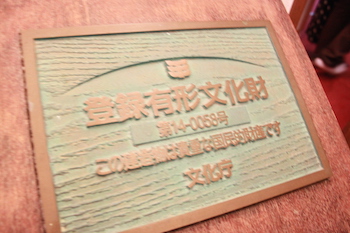 登録有形文化財
第14-0058号
この建造物は貴重な国民的財産です
文化庁